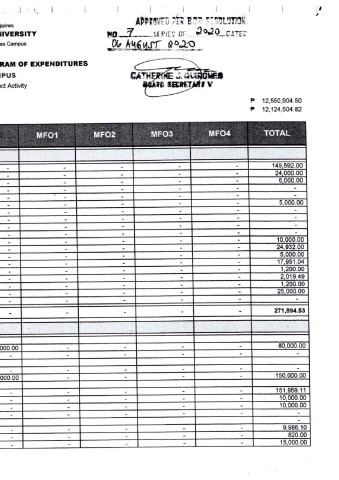 APPROVED PER BOR RESOLUTION
NO. 7 SERIES OF 2020 DATED
06 AUGUST 2020
CATHERINE J. QUIRONES
BOARD SECRETARY V
IVERSITY
as Campus
RAM OF EXPENDITURES
MPUS
ct Activity
₱ 12,550,904.50
₱ 12,124,504.82
MFO1 MFO2 MFO3 MFO4 TOTAL
- - - - - 149,592.00
- - - - - 24,000.00
- - - - - 6,000.00
- - - - - -
- - - - - -
- - - - - 5,000.00
- - - - - -
- - - - - -
- - - - - -
- - - - - -
- - - - - 10,000.00
- - - - - 24,932.00
- - - - - 5,000.00
- - - - - 17,951.04
- - - - - 1,200.00
- - - - - 2,019.49
- - - - - 1,200.00
- - - - - 25,000.00
- - - - - -
- - - - - 271,894.53
000.00 - - - - 80,000.00
- - - - - -
000.00 - - - - 150,000.00
- - - - - 151,959.11
- - - - - 10,000.00
- - - - - 10,000.00
- - - - - -
- - - - - -
- - - - - 9,986.10
- - - - - 820.00
- - - - - 15,000.00